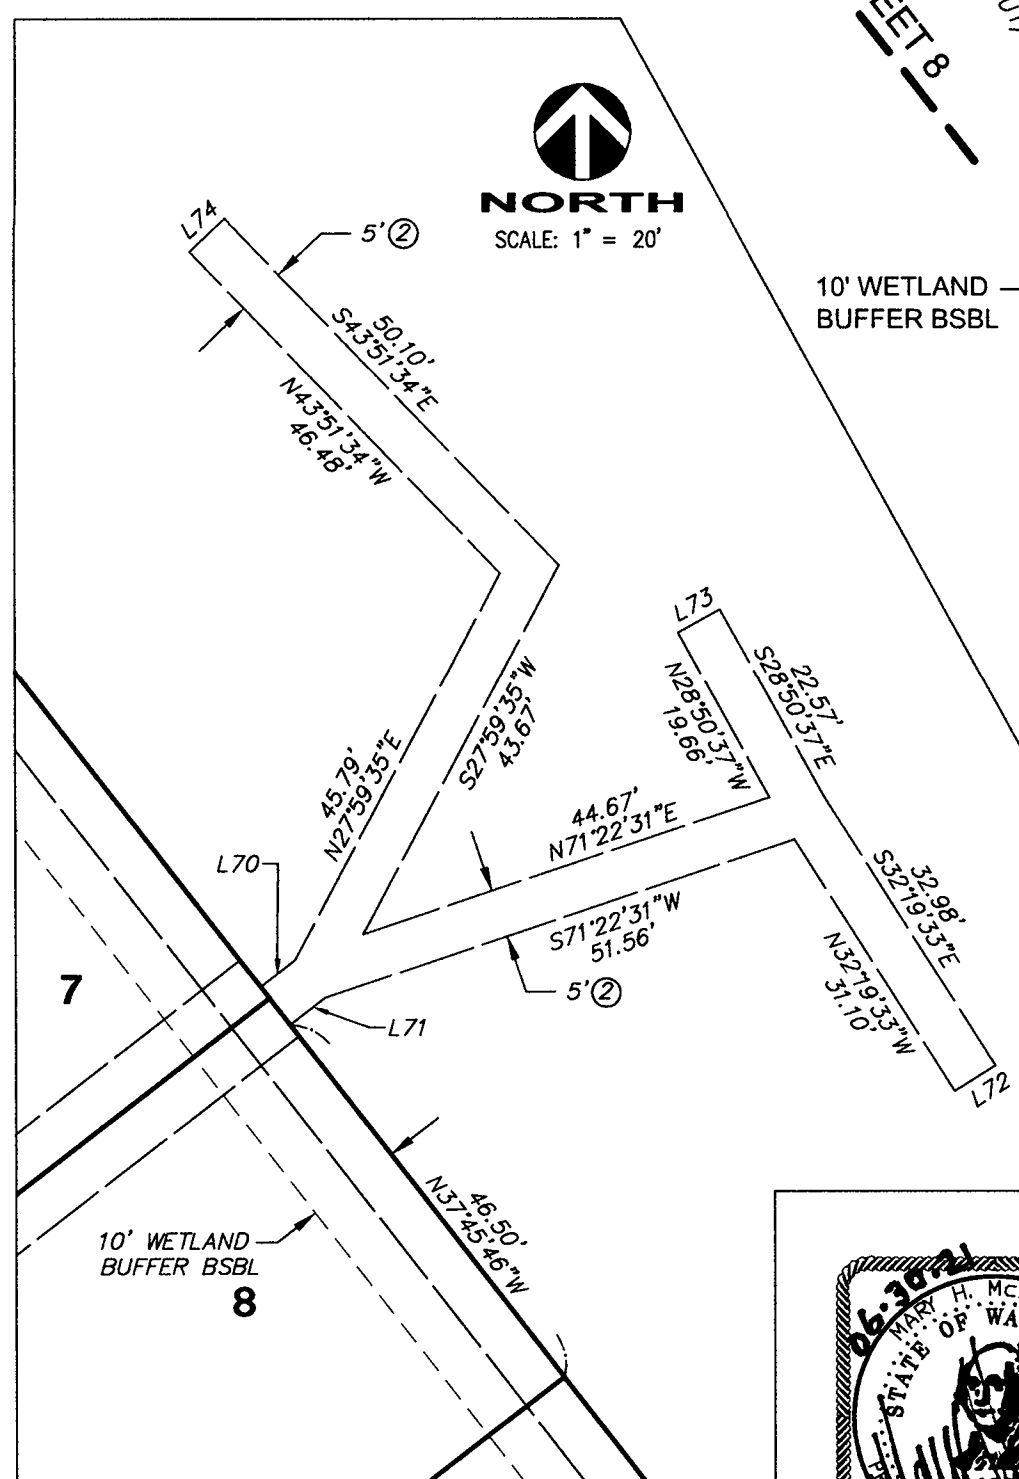 EET 8
NORTH
SCALE: 1" = 20'
10' WETLAND
BUFFER BSBL
L74
5' ②
50.10'
S43°51'34"E
N43°51'34"W
46.48'
L73
22.57'
S28°50'37"E
N28°50'37"W
19.66'
S27°59'35"W
43.67'
45.79'
N27°59'35"E
44.67'
N71°22'31"E
L70
S71°22'31"W
51.56'
32.98'
S32°19'33"E
N32°19'33"W
31.10'
5' ②
7
L71
L72
46.50'
N37°45'46"W
10' WETLAND
BUFFER BSBL
8
06.30.21
MARY H. Mc
STATE OF WA